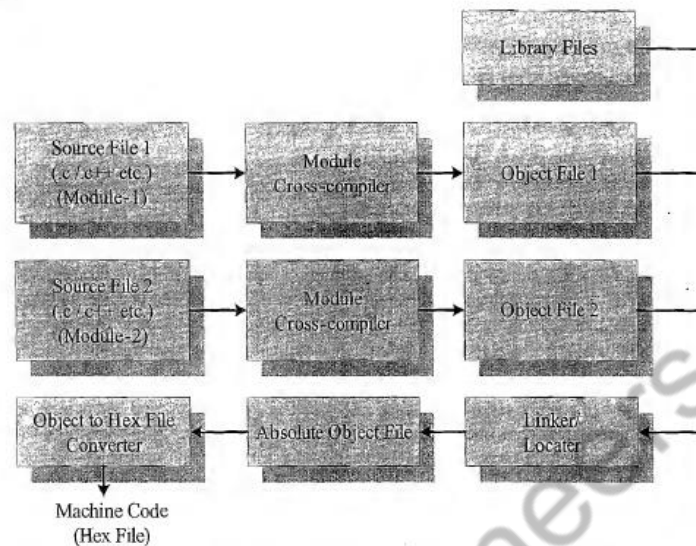 Library Files
Source File 1
(.c /.c++ etc.)
(Module-1)
Module
Cross-compiler
Object File 1
Source File 2
(.c /.c++ etc.)
(Module-2)
Module
Cross-compiler
Object File 2
Object to Hex File
Converter
Absolute Object File
Linker/
Locater
Machine Code
(Hex File)
neers